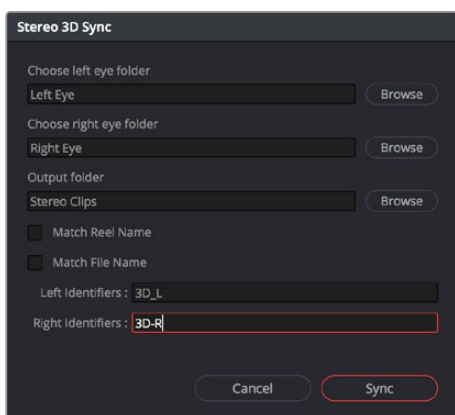 Stereo 3D Sync
Choose left eye folder
Left Eye Browse
Choose right eye folder
Right Eye Browse
Output folder
Stereo Clips Browse
Match Reel Name
Match File Name
Left Identifiers : 3D_L
Right Identifiers : 3D-R
Cancel Sync